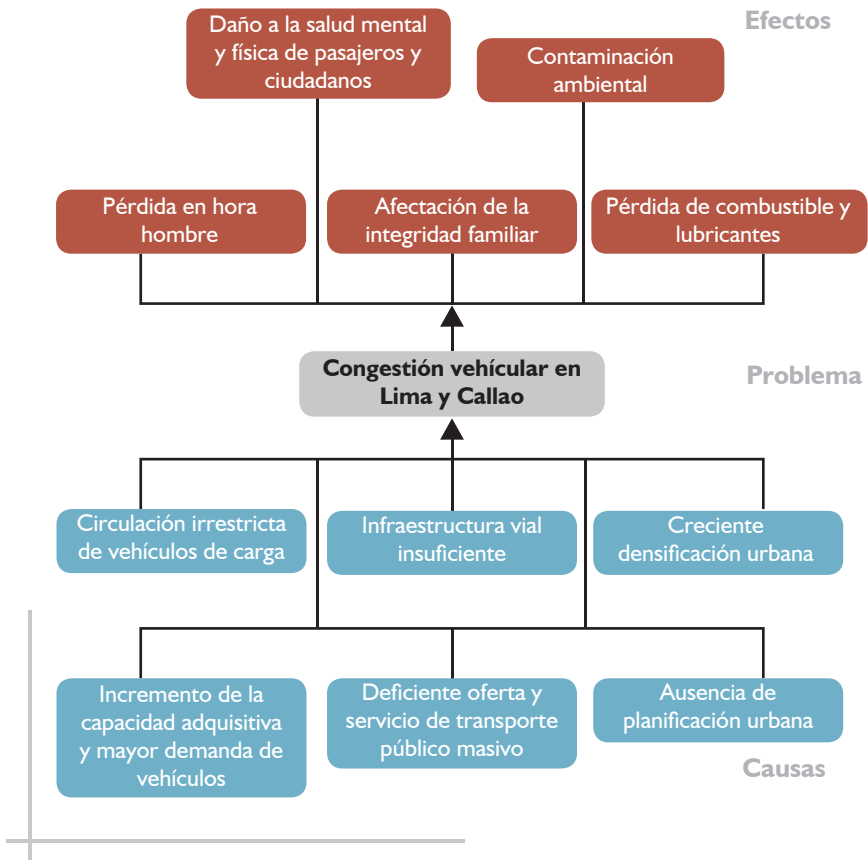 Efectos
Daño a la salud mental
y física de pasajeros y
ciudadanos
Contaminación
ambiental
Pérdida en hora
hombre
Afectación de la
integridad familiar
Pérdida de combustible y
lubricantes
Congestión vehícular en
Lima y Callao
Problema
Circulación irrestricta
de vehículos de carga
Infraestructura vial
insuficiente
Creciente
densificación urbana
Incremento de la
capacidad adquisitiva
y mayor demanda de
vehículos
Deficiente oferta y
servicio de transporte
público masivo
Ausencia de
planificación urbana
Causas